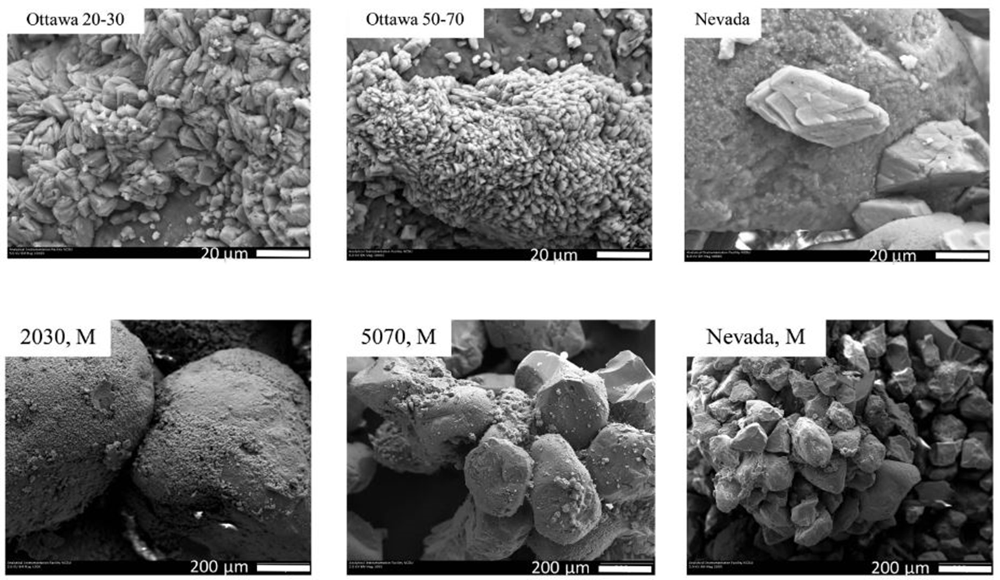 Ottawa 20-30
Ottawa 50-70
Nevada
20 µm
20 µm
20 µm
2030, M
5070, M
Nevada, M
200 µm
200 µm
200 µm